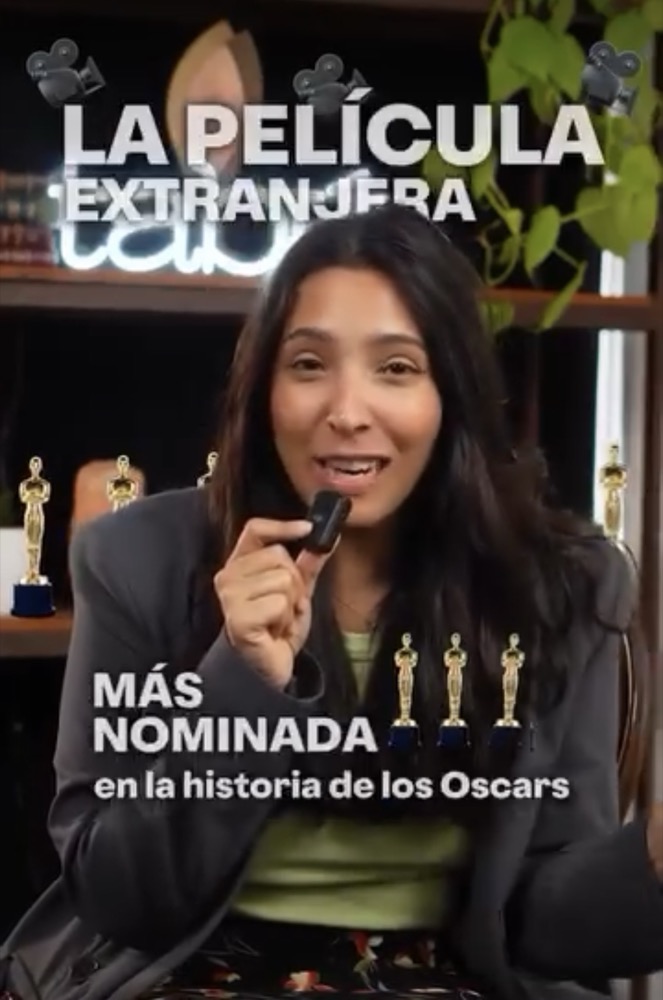 LA PELÍCULA
EXTRANJERA
MÁS
NOMINADA
en la historia de los Oscars